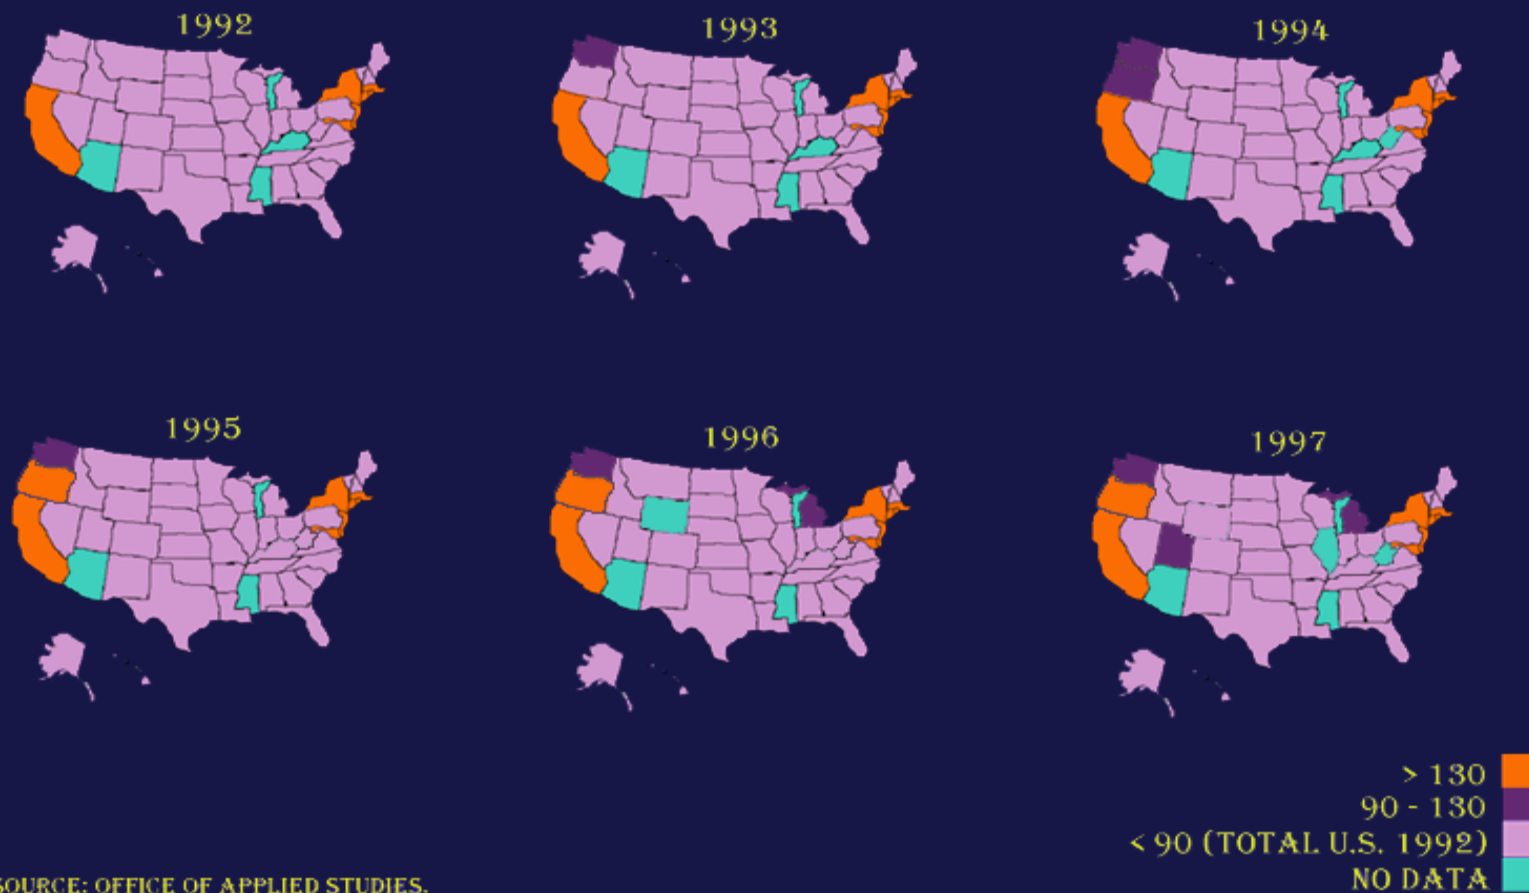 1992
1993
1994
1995
1996
1997
> 130
90 - 130
< 90 (TOTAL U.S. 1992)
NO DATA
SOURCE: OFFICE OF APPLIED STUDIES.